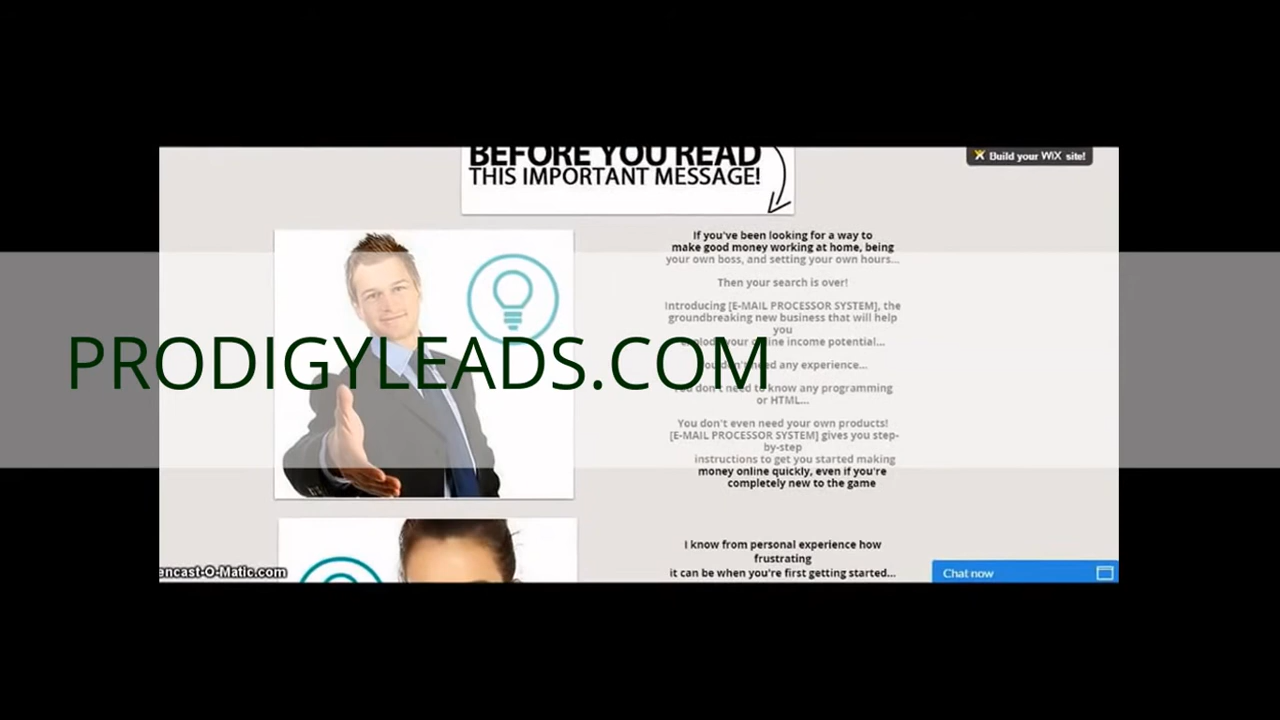 BEFORE YOU READ
THIS IMPORTANT MESSAGE!
Build your WiX site!
If you've been looking for a way to
make good money working at home, being
your own boss, and setting your own hours...
Then your search is over!
Introducing [E-MAIL PROCESSOR SYSTEM], the
groundbreaking new business that will help
you
your online income potential...
need any experience...
PRODIGYLEADS.COM
You don't need to know any programming
or HTML...
You don't even need your own products!
[E-MAIL PROCESSOR SYSTEM] gives you step-
by-step
instructions to get you started making
money online quickly, even if you're
completely new to the game
I know from personal experience how
frustrating
it can be when you're first getting started...
encast-O-Matic.com
Chat now